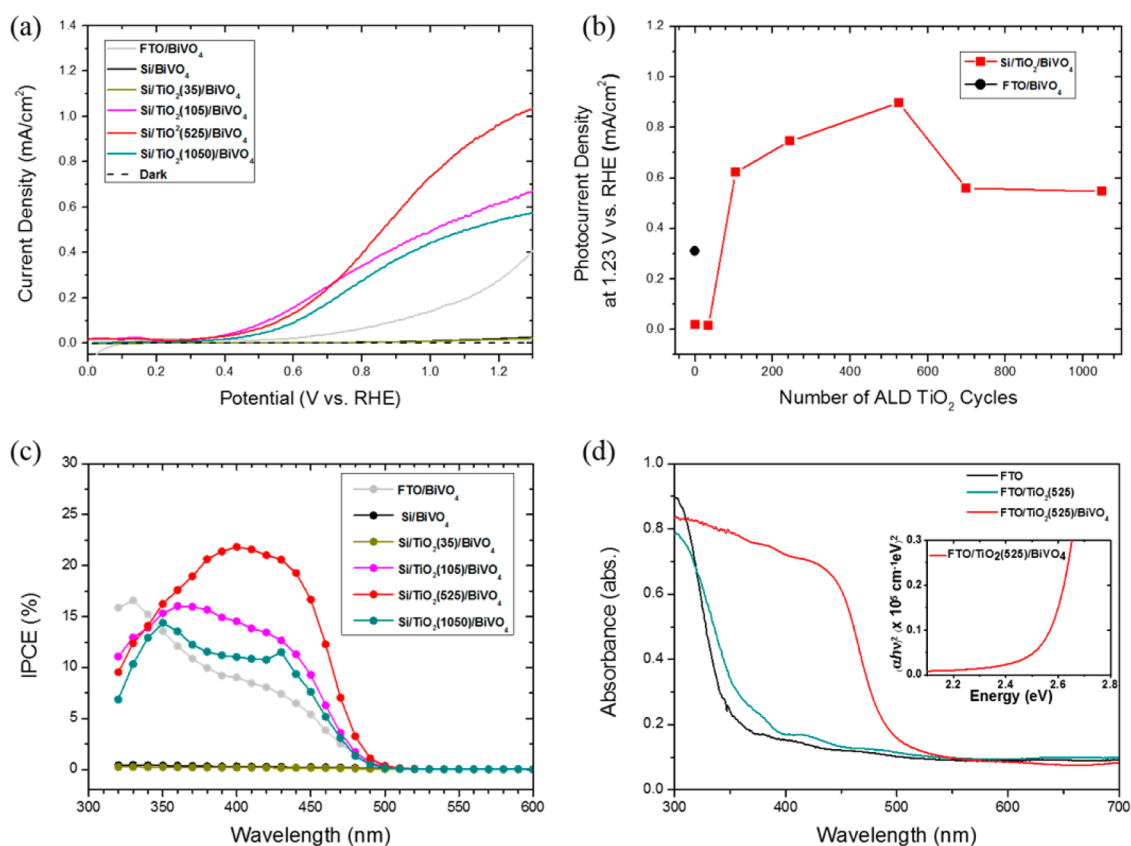 (a)
1.4
1.2
1.0
0.8
0.6
0.4
0.2
0.0
Current Density (mA/cm²)
FTO/BiVO₄
Si/BiVO₄
Si/TiO₂(35)/BiVO₄
Si/TiO₂(105)/BiVO₄
Si/TiO²(525)/BiVO₄
Si/TiO₂(1050)/BiVO₄
Dark
0.0 0.2 0.4 0.6 0.8 1.0 1.2
Potential (V vs. RHE)
(b)
1.2
1.0
0.8
0.6
0.4
0.2
0.0
Photocurrent Density
at 1.23 V vs. RHE (mA/cm²)
Si/TiO₂/BiVO₄
FTO/BiVO₄
0 200 400 600 800 1000
Number of ALD TiO₂ Cycles
(c)
30
25
20
15
10
5
0
IPCE (%)
FTO/BiVO₄
Si/BiVO₄
Si/TiO₂(35)/BiVO₄
Si/TiO₂(105)/BiVO₄
Si/TiO₂(525)/BiVO₄
Si/TiO₂(1050)/BiVO₄
300 350 400 450 500 550 600
Wavelength (nm)
(d)
1.0
0.8
0.6
0.4
0.2
0.0
Absorbance (abs.)
FTO
FTO/TiO₂(525)
FTO/TiO₂(525)/BiVO₄
0.3
0.2
0.1
0.0
(αhν)² (x 10⁶ cm⁻¹eV)²
FTO/TiO₂(525)/BiVO₄
2.2 2.4 2.6 2.8
Energy (eV)
300 400 500 600 700
Wavelength (nm)